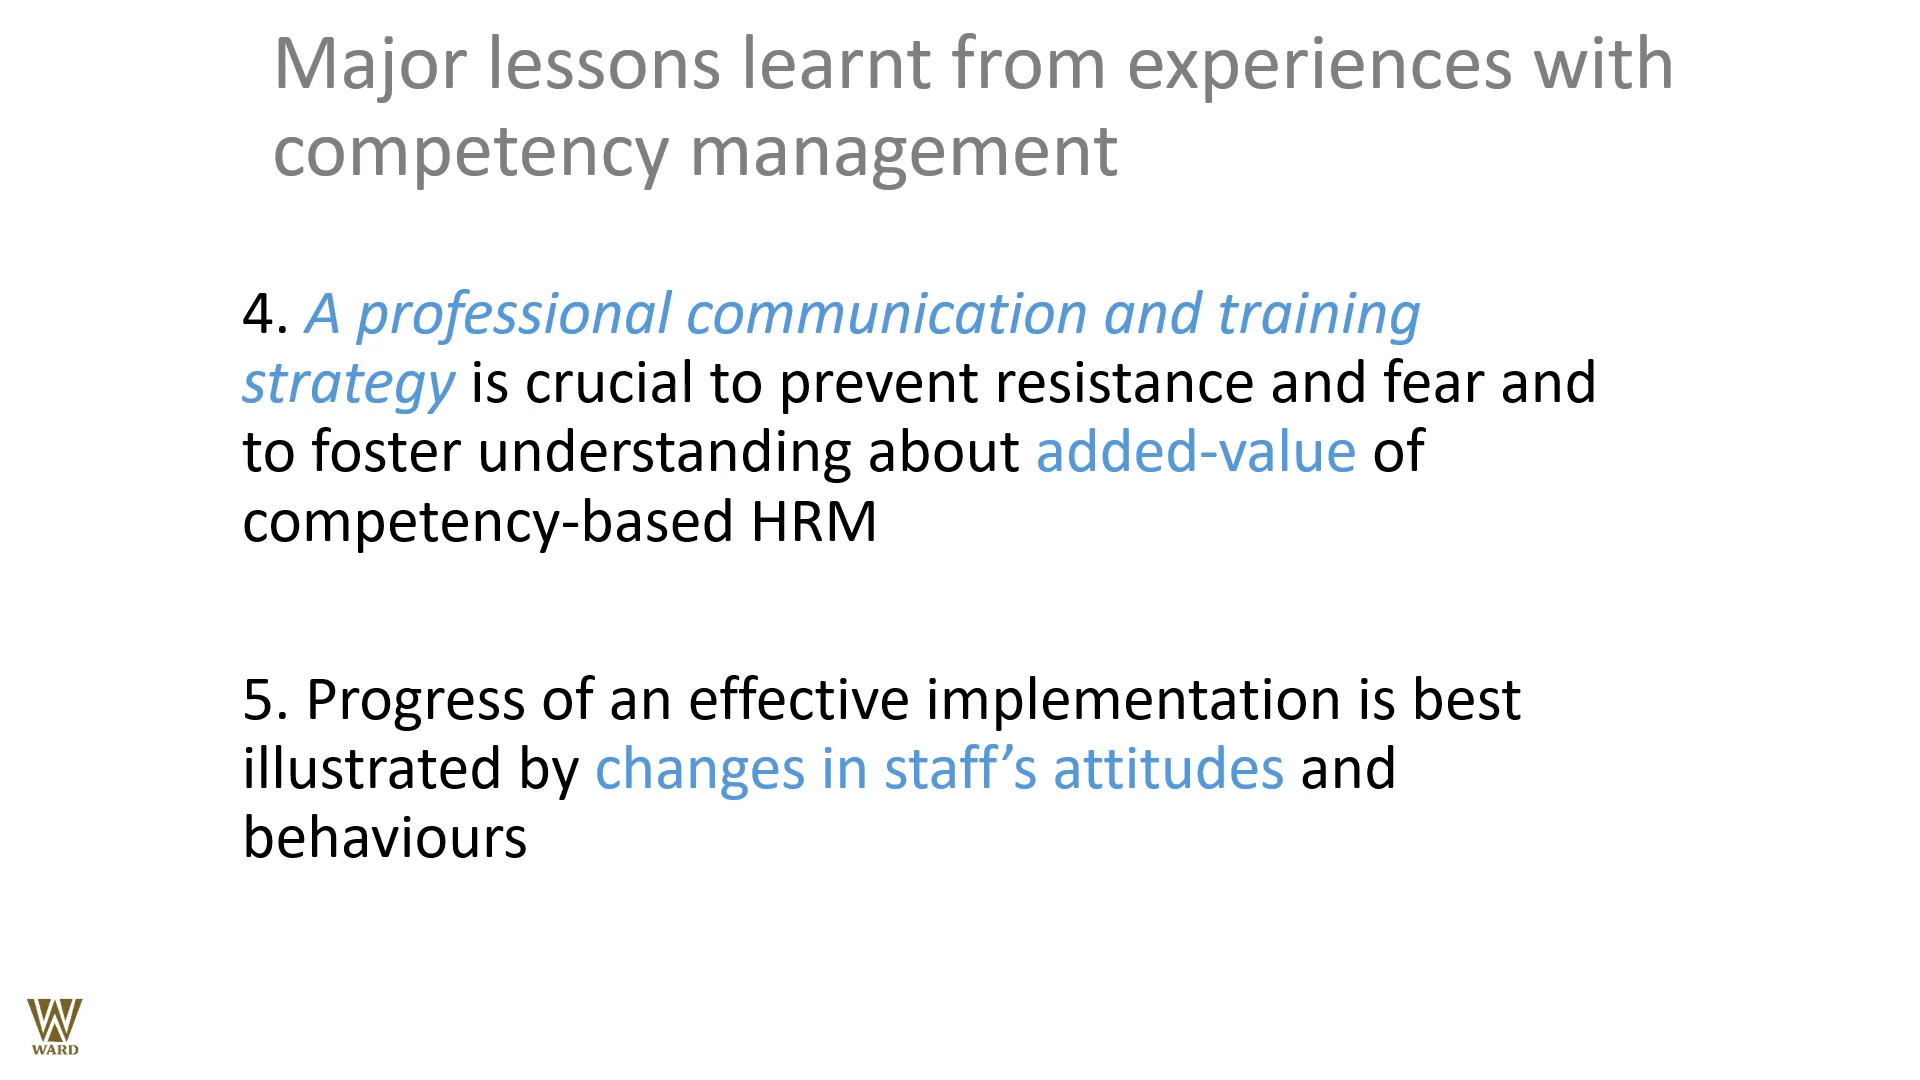 Major lessons learnt from experiences with
competency management
4. A professional communication and training
strategy is crucial to prevent resistance and fear and
to foster understanding about added-value of
competency-based HRM
5. Progress of an effective implementation is best
illustrated by changes in staff’s attitudes and
behaviours
WARD